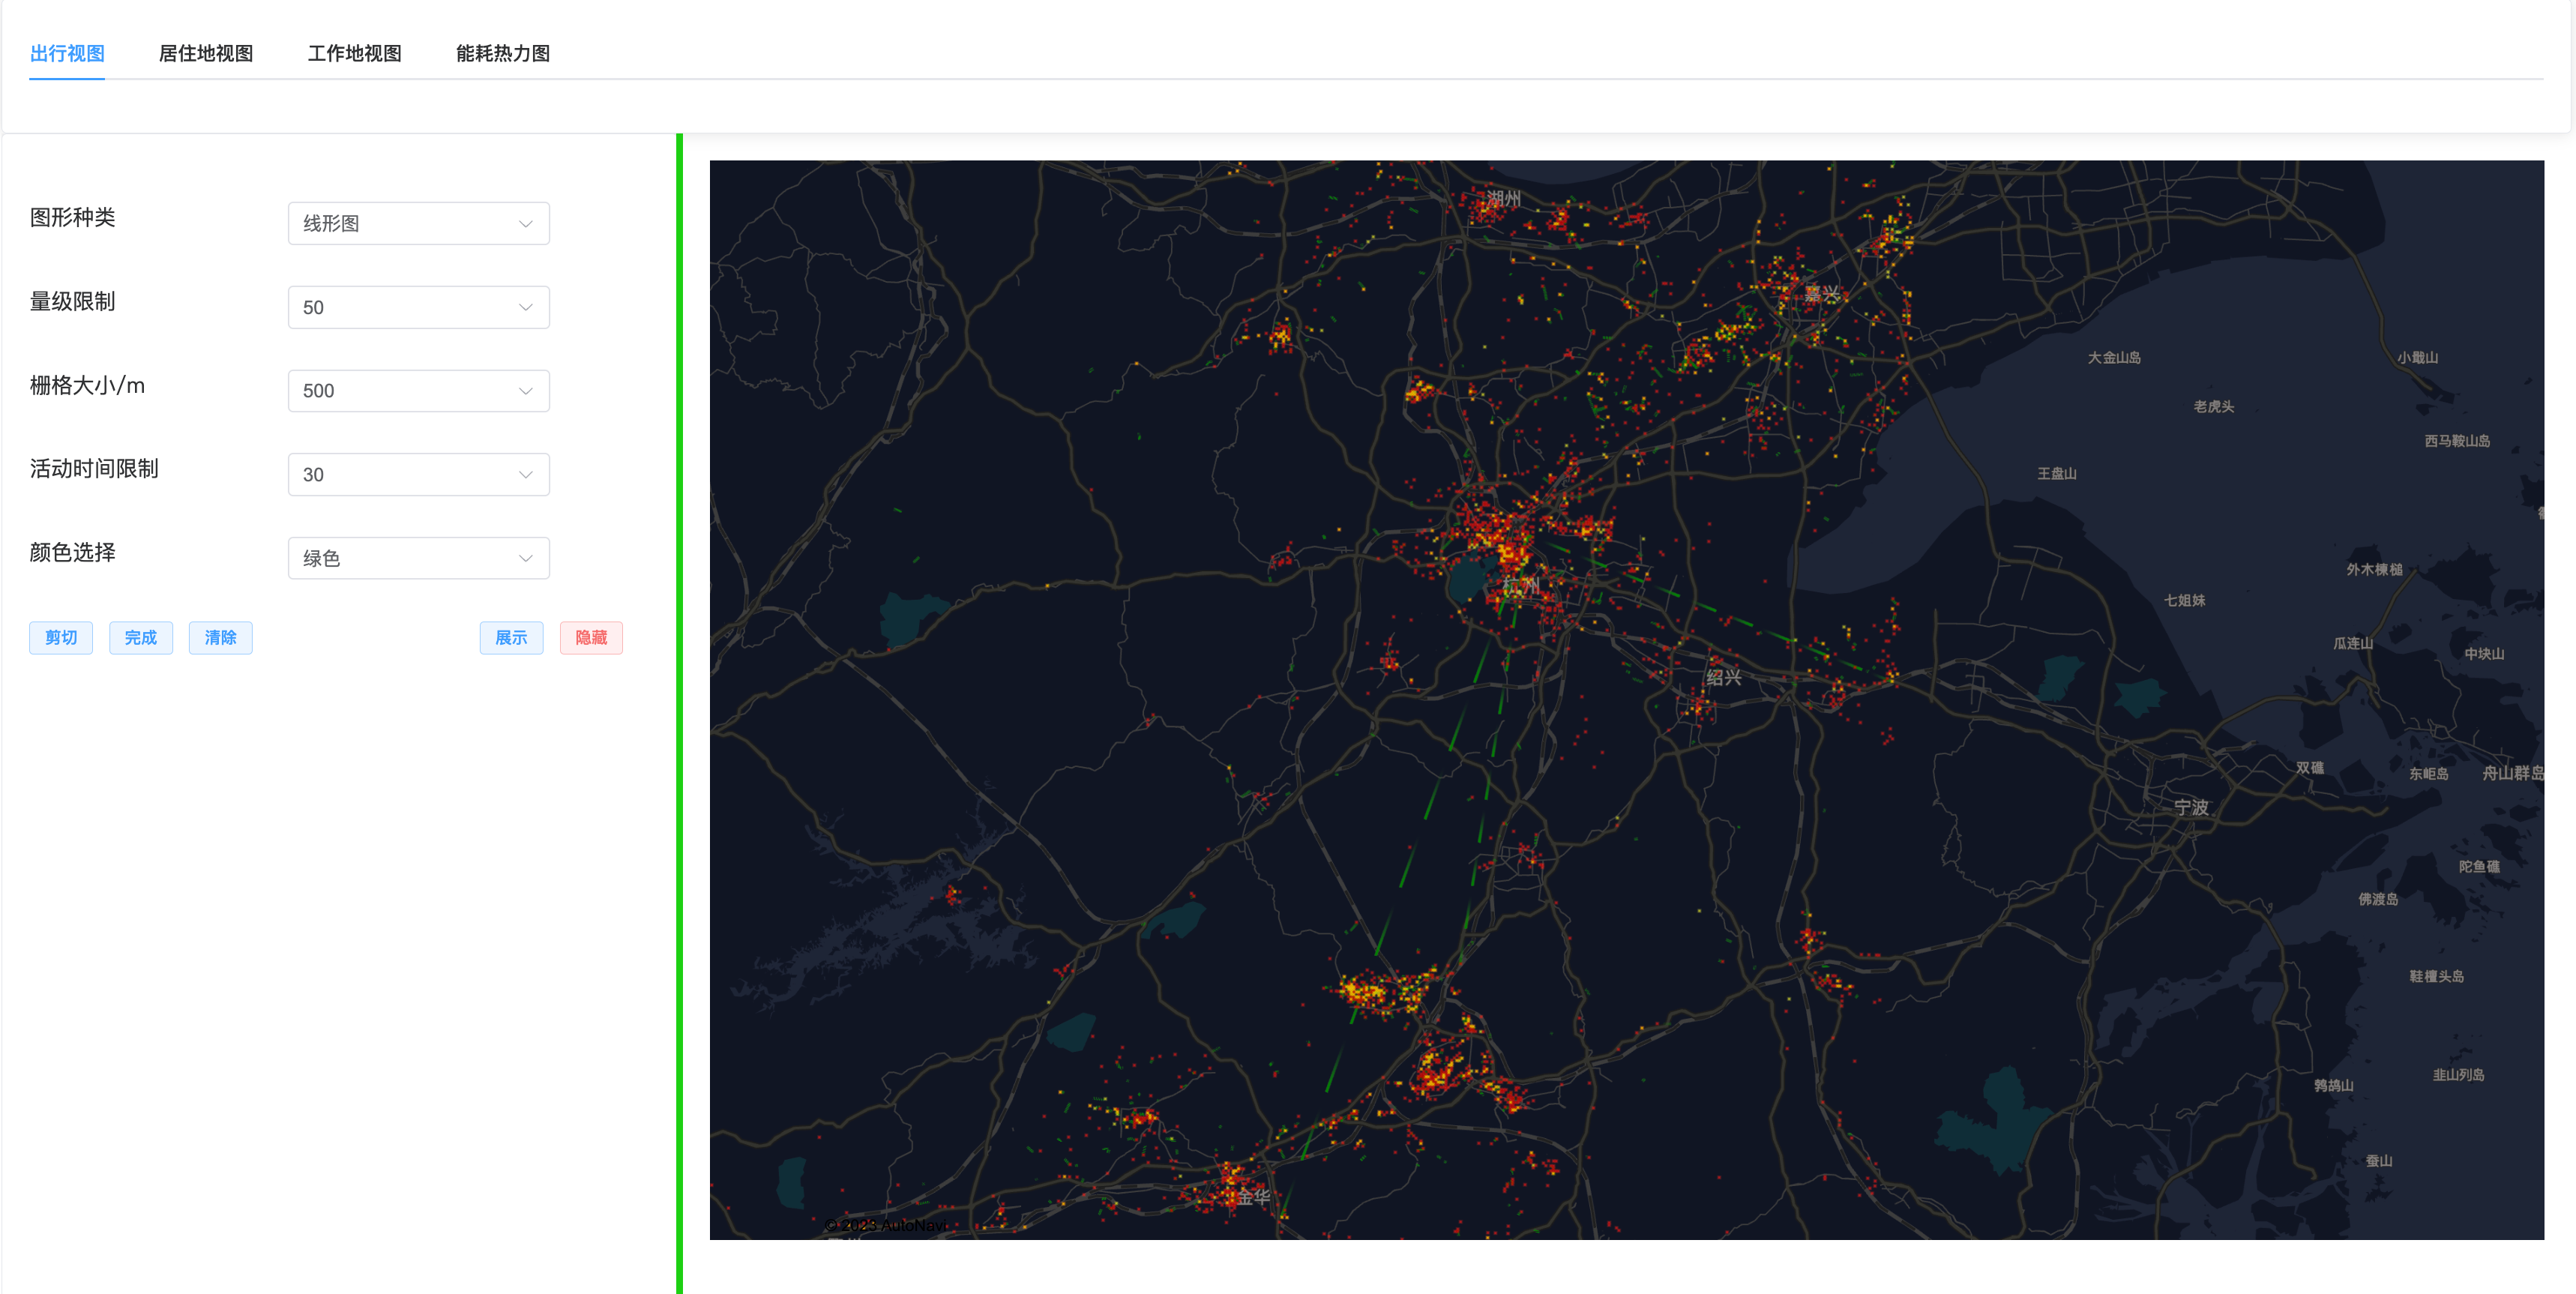 出行视图 居住地视图 工作地视图 能耗热力图
图形种类 线形图
量级限制 50
栅格大小/m 500
活动时间限制 30
颜色选择 绿色
剪切 完成 清除 展示 隐藏
湖州
嘉兴
大金山岛
小戢山
老虎头
西马鞍山岛
王盘山
外木楝槌
杭州
七姐妹
瓜连山
中块山
绍兴
双礁
东岠岛
舟山群岛
宁波
陀鱼礁
佛渡岛
鞋檀头岛
韭山列岛
鹁鸪山
蚕山
金华
© 2023 AutoNavi